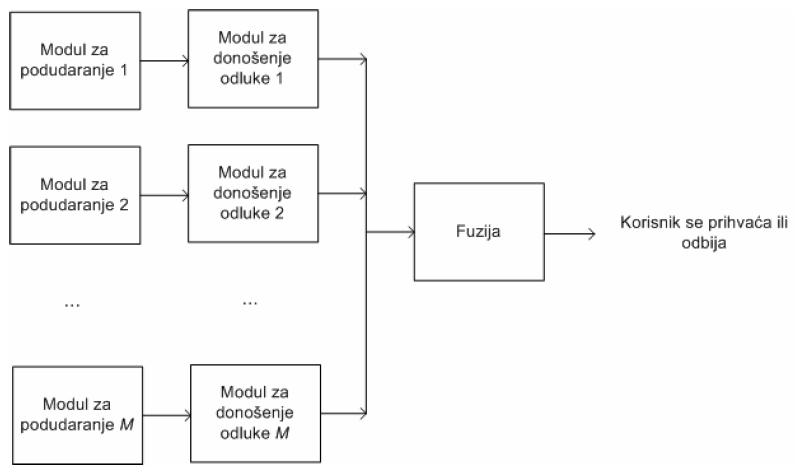 Modul za
podudaranje 1
Modul za
donošenje
odluke 1
Modul za
podudaranje 2
Modul za
donošenje
odluke 2
Fuzija
Korisnik se prihvaća ili
odbija
...
...
Modul za
podudaranje M
Modul za
donošenje
odluke M